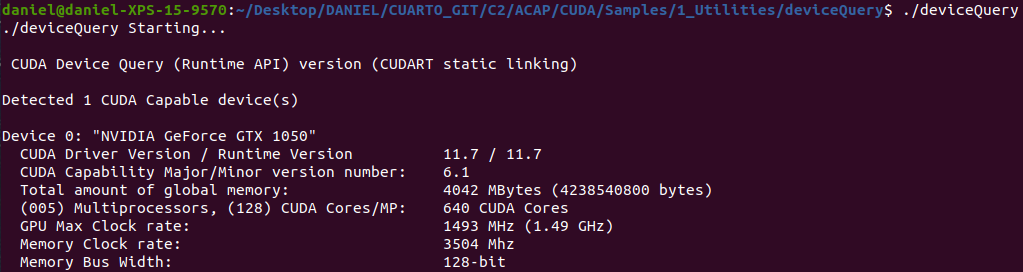 daniel@daniel-XPS-15-9570:~/Desktop/DANIEL/CUARTO_GIT/C2/ACAP/CUDA/Samples/1_Utilities/deviceQuery$ ./deviceQuery
./deviceQuery Starting...
CUDA Device Query (Runtime API) version (CUDART static linking)
Detected 1 CUDA Capable device(s)
Device 0: "NVIDIA GeForce GTX 1050"
CUDA Driver Version / Runtime Version 11.7 / 11.7
CUDA Capability Major/Minor version number: 6.1
Total amount of global memory: 4042 MBytes (4238540800 bytes)
(005) Multiprocessors, (128) CUDA Cores/MP: 640 CUDA Cores
GPU Max Clock rate: 1493 MHz (1.49 GHz)
Memory Clock rate: 3504 Mhz
Memory Bus Width: 128-bit